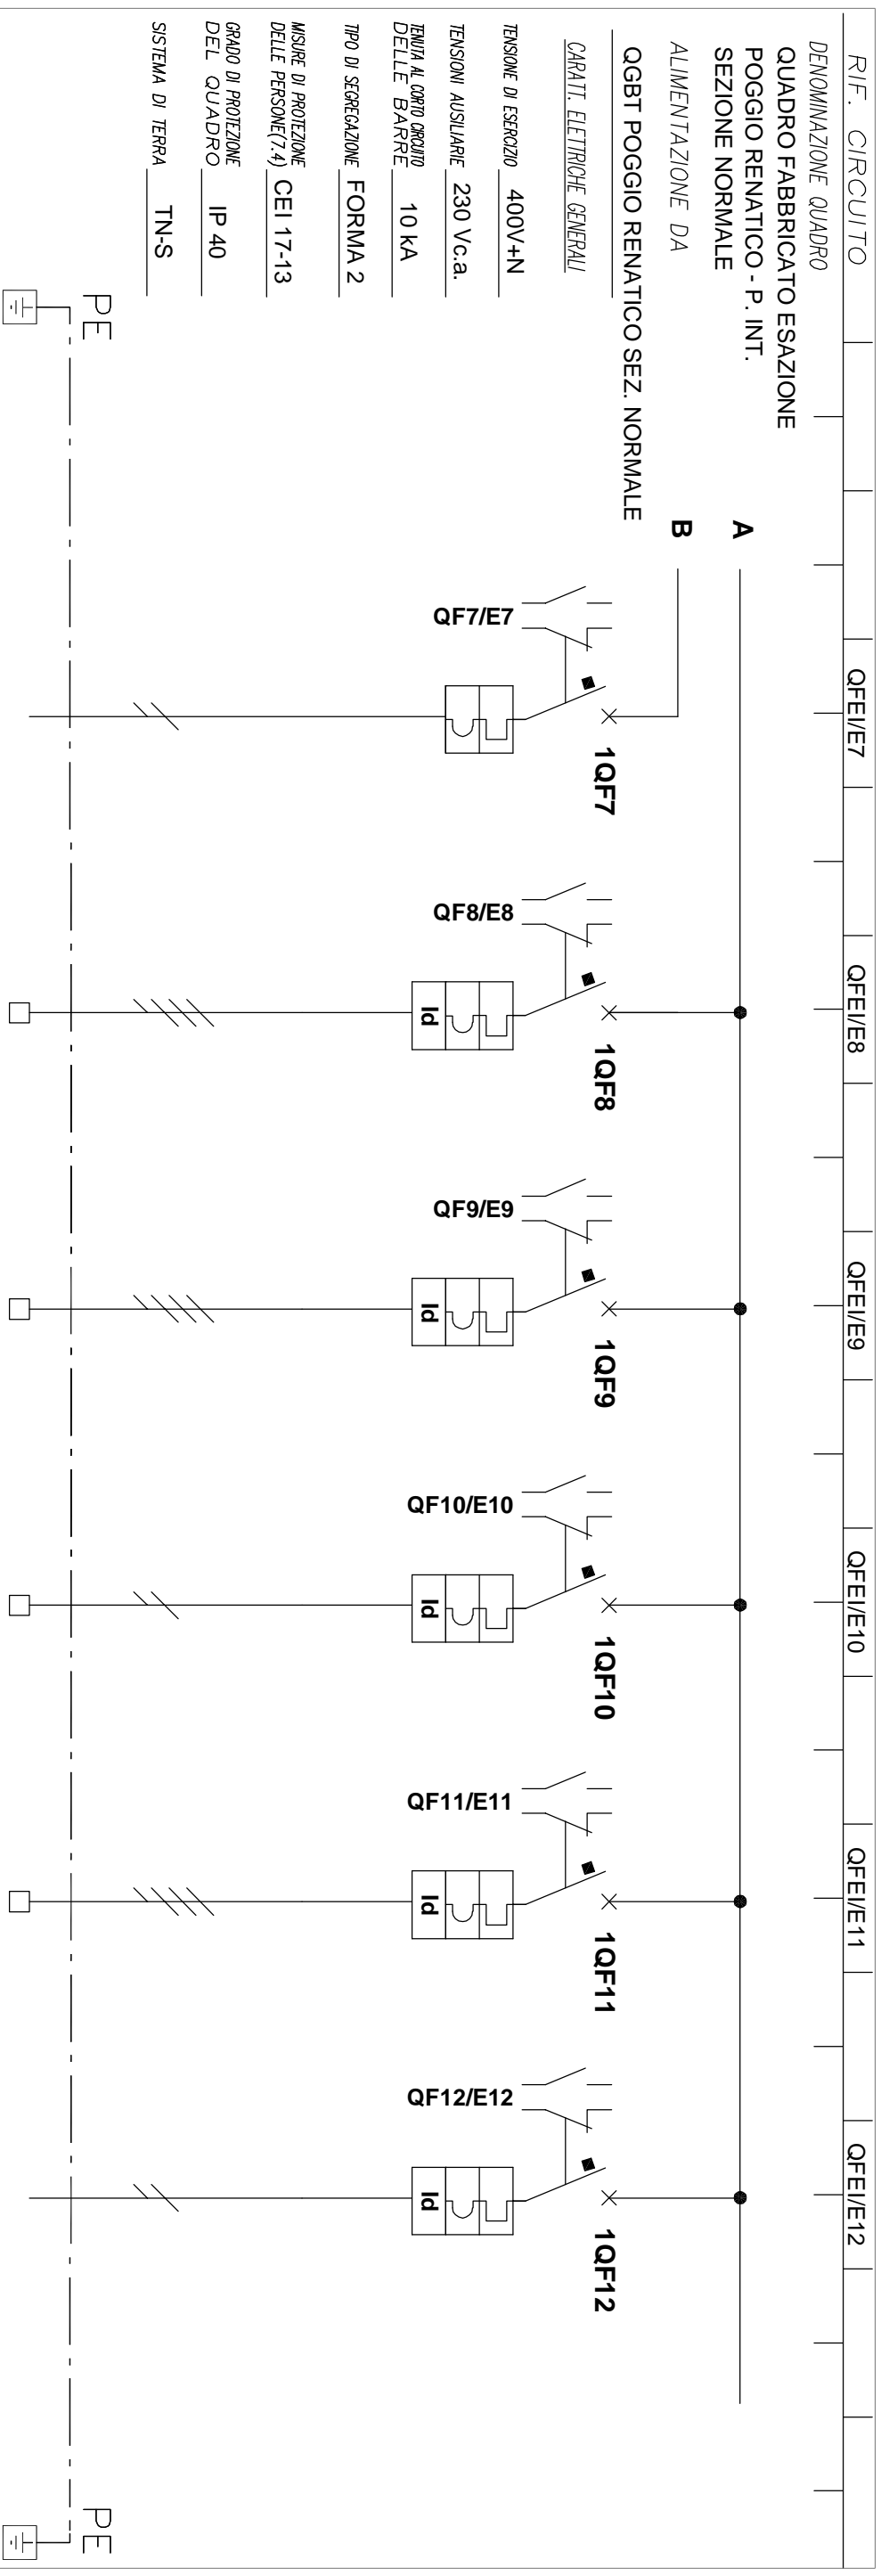 RIF. CIRCUITO
QFEI/E7
QFEI/E8
QFEI/E9
QFEI/E10
QFEI/E11
QFEI/E12
DENOMINAZIONE QUADRO
QUADRO FABBRICATO ESAZIONE
POGGIO RENATICO - P. INT.
SEZIONE NORMALE
ALIMENTAZIONE DA
QGBT POGGIO RENATICO SEZ. NORMALE
CARATT. ELETTRICHE GENERALI
TENSIONE DI ESERCIZIO 400V+N
TENSIONI AUSILIARIE 230 Vc.a.
TENUTA AL CORTO CIRCUITO
DELLE BARRE 10 kA
TIPO DI SEGREGAZIONE FORMA 2
MISURE DI PROTEZIONE
DELLE PERSONE(7.4) CEI 17-13
GRADO DI PROTEZIONE
DEL QUADRO IP 40
SISTEMA DI TERRA TN-S
A
B
1QF7
QF7/E7
1QF8
QF8/E8
Id
1QF9
QF9/E9
Id
1QF10
QF10/E10
Id
1QF11
QF11/E11
Id
1QF12
QF12/E12
Id
PE
PE